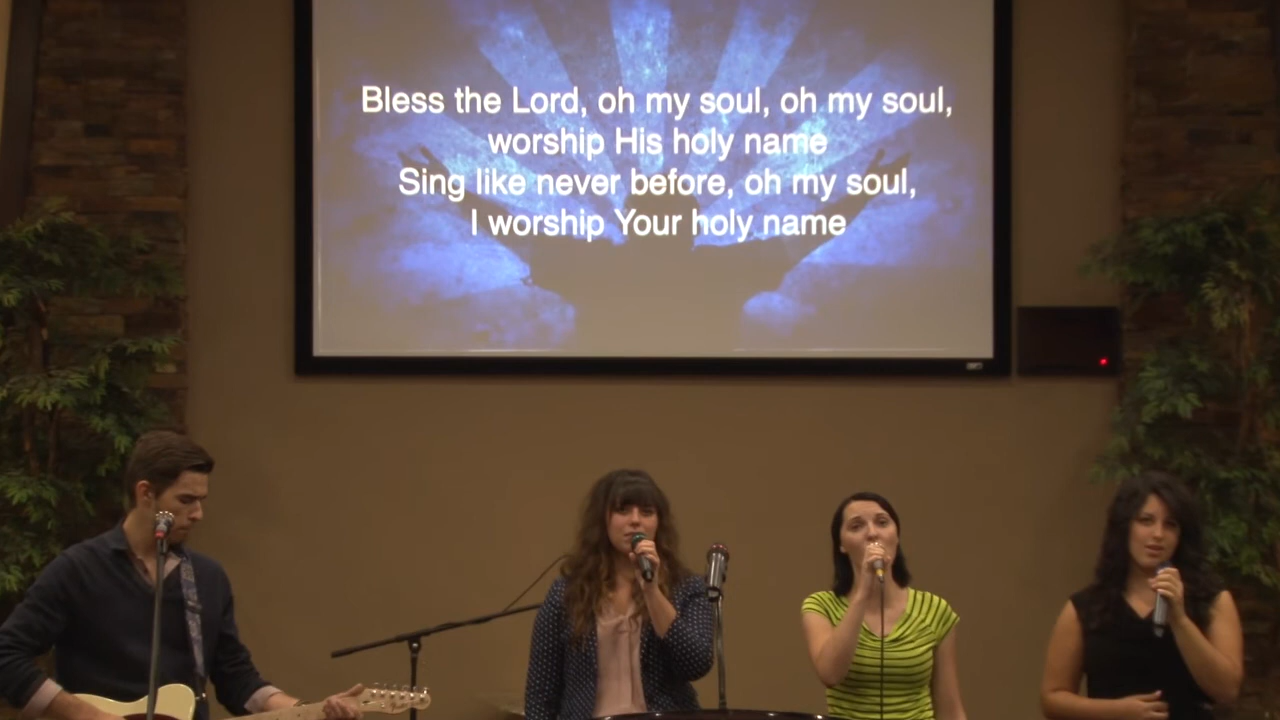 Bless the Lord, oh my soul, oh my soul,
worship His holy name
Sing like never before, oh my soul,
I worship Your holy name